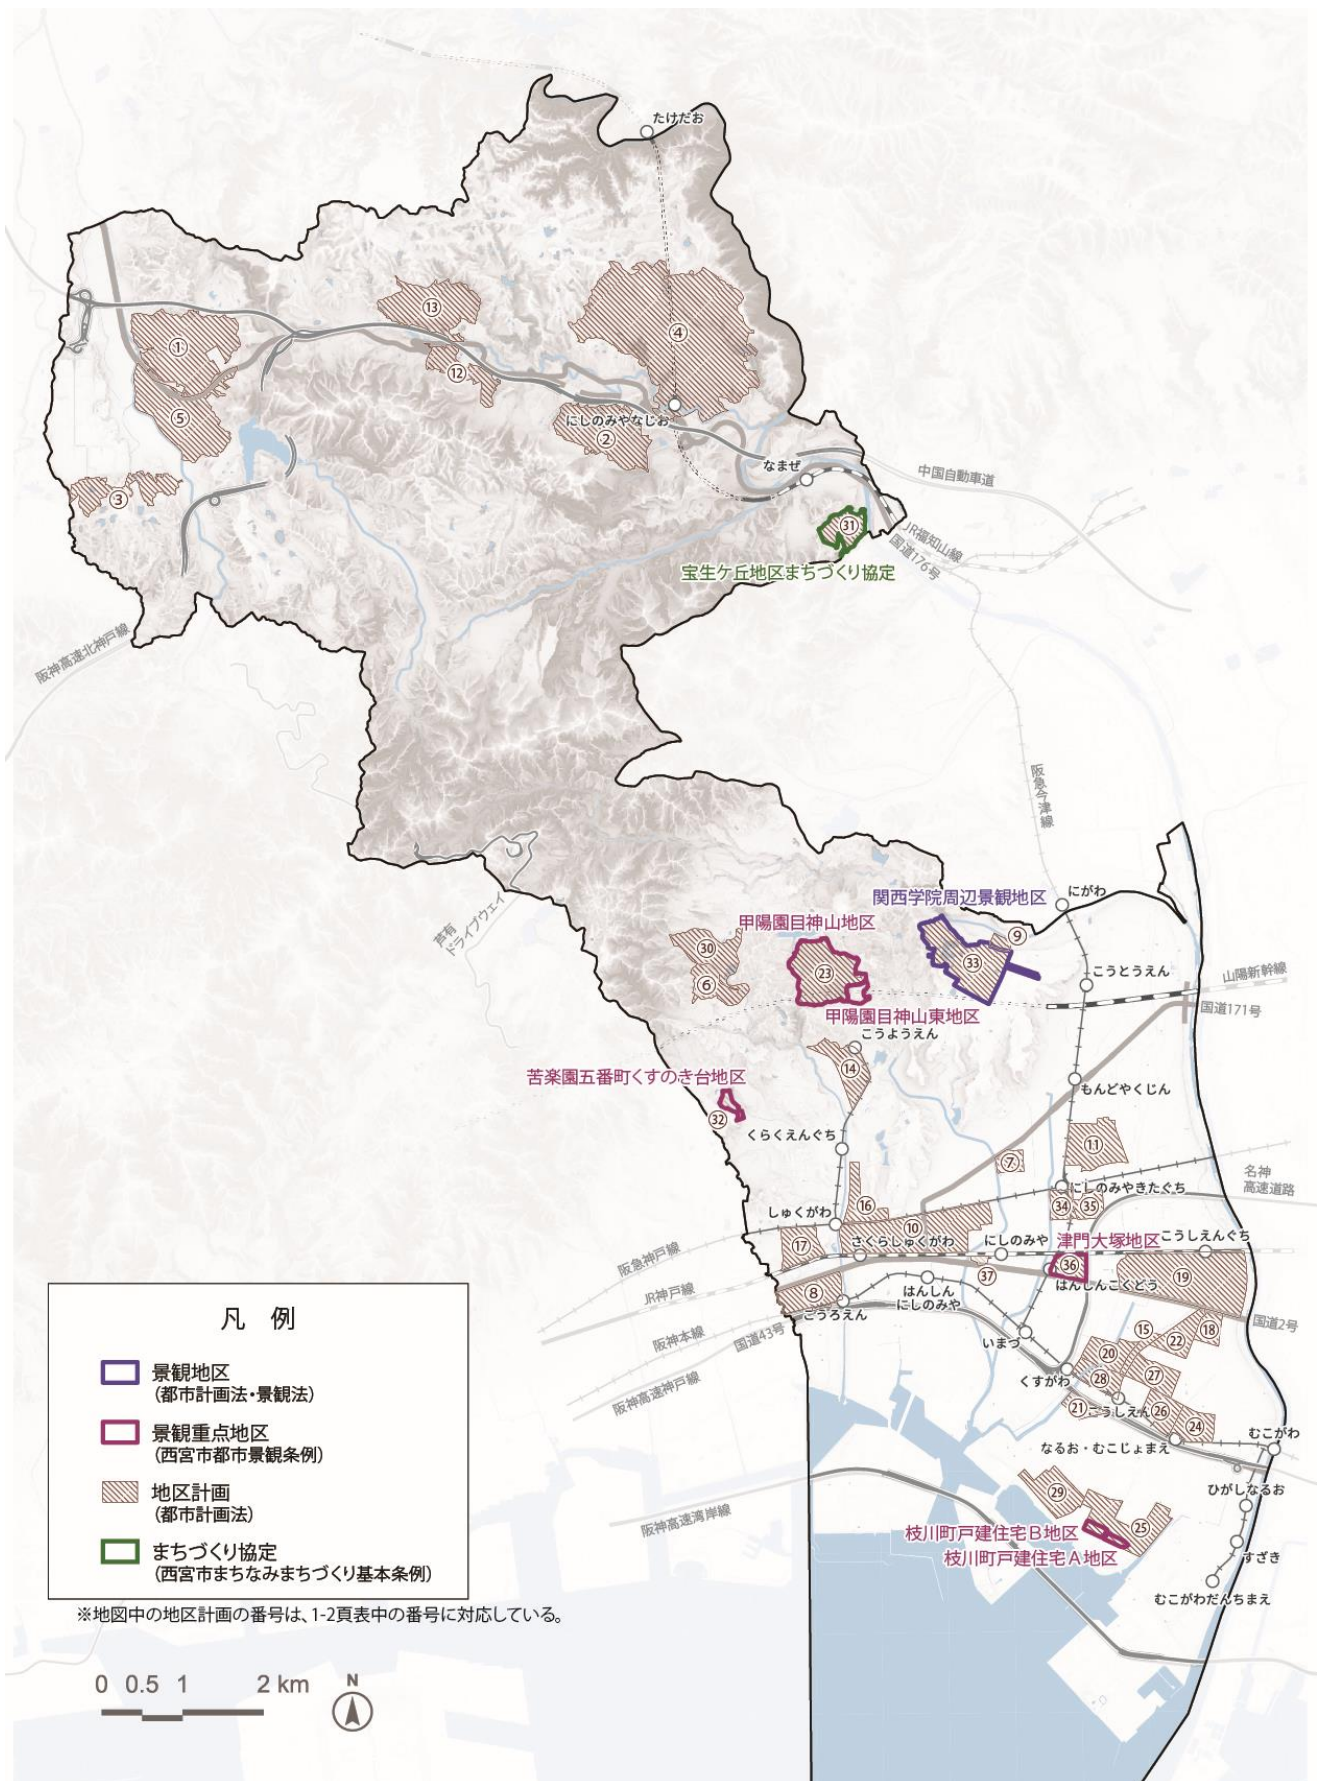 たけだお
⑬
④
①
⑫
⑤
にしのみやなじお
②
なまぜ
中国自動車道
③
㉛
JR福知山線
国道176号
宝生ケ丘地区まちづくり協定
阪神高速北神戸線
阪急今津線
関西学院周辺景観地区
にがわ
芦有
ドライブウェイ
甲陽園目神山地区
⑨
㉚
㉓
㉝
⑥
こうとうえん
山陽新幹線
国道171号
甲陽園目神山東地区
こうようえん
⑭
苦楽園五番町くすのき台地区
㉜
もんどやくじん
くらくえんぐち
⑪
⑦
名神
高速道路
にしのみやきたぐち
⑯
㉞
㉟
しゅくがわ
⑩
⑰
さくらしゅくがわ
にしのみや
津門大塚地区
こうしえんぐち
阪急神戸線
㊱
⑲
㊲
はんしんこくどう
JR神戸線
⑧
はんしん
にしのみや
こうろえん
国道2号
阪神本線
国道43号
いまづ
⑮
㉒
⑱
⑳
くすがわ
㉘
㉗
阪神高速神戸線
㉑
こうしえん
㉖
㉔
なるお・むこじょまえ
むこがわ
ひがしなるお
㉙
㉕
阪神高速湾岸線
枝川町戸建住宅B地区
枝川町戸建住宅A地区
すざき
むこがわだんちまえ
凡 例
景観地区
(都市計画法・景観法)
景観重点地区
(西宮市都市景観条例)
地区計画
(都市計画法)
まちづくり協定
(西宮市まちなみまちづくり基本条例)
※地図中の地区計画の番号は、1-2頁表中の番号に対応している。
0 0.5 1 2 km
N